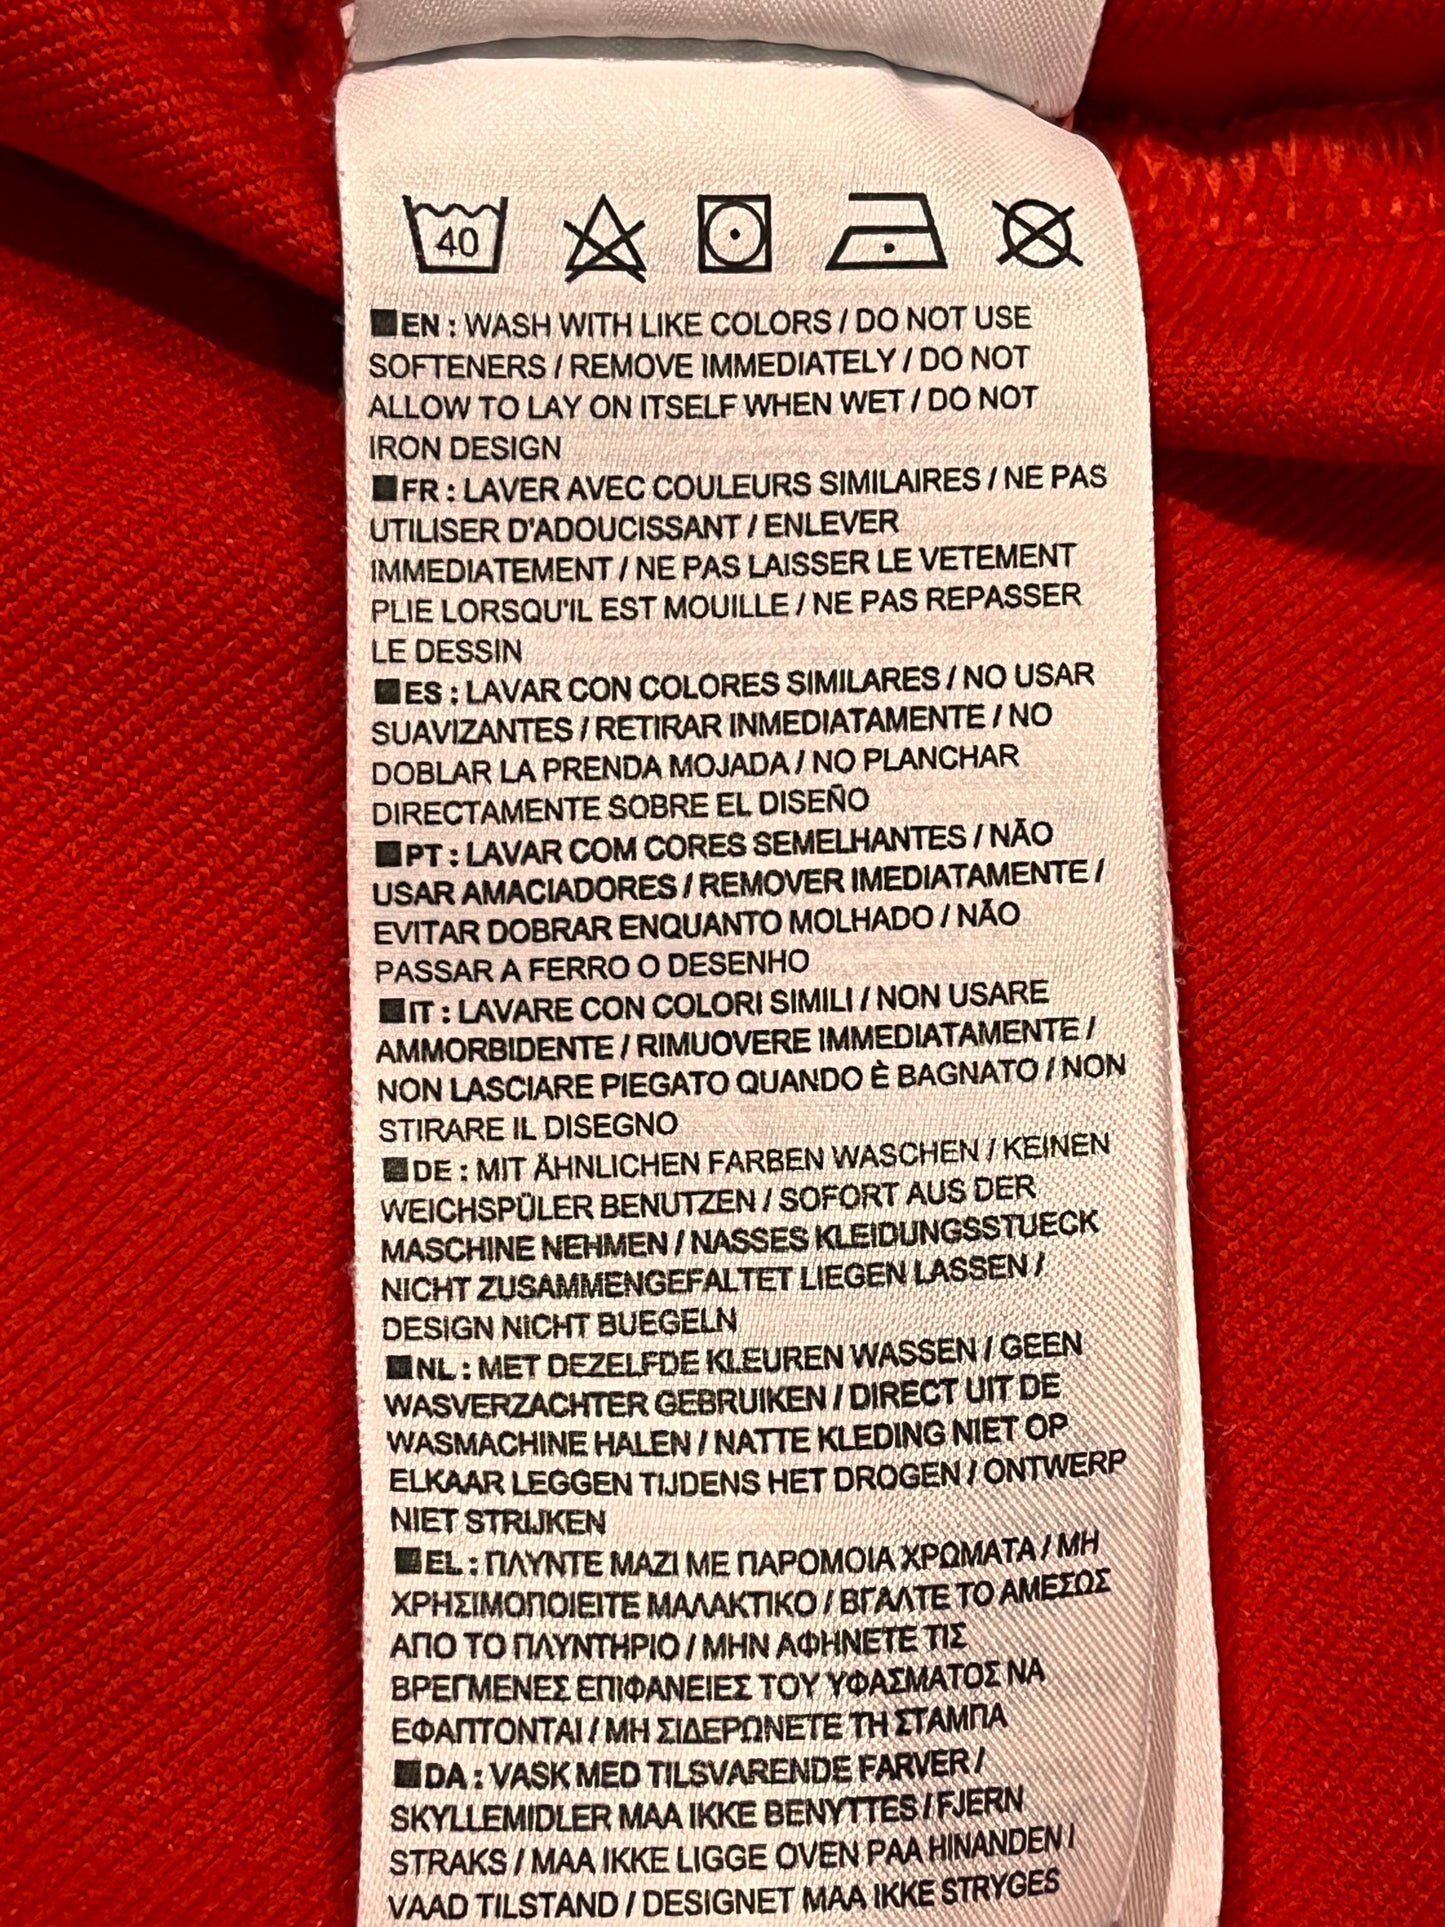 40
EN : WASH WITH LIKE COLORS / DO NOT USE
SOFTENERS / REMOVE IMMEDIATELY / DO NOT
ALLOW TO LAY ON ITSELF WHEN WET / DO NOT
IRON DESIGN
FR : LAVER AVEC COULEURS SIMILAIRES / NE PAS
UTILISER D'ADOUCISSANT / ENLEVER
IMMEDIATEMENT / NE PAS LAISSER LE VETEMENT
PLIE LORSQU'IL EST MOUILLE / NE PAS REPASSER
LE DESSIN
ES : LAVAR CON COLORES SIMILARES / NO USAR
SUAVIZANTES / RETIRAR INMEDIATAMENTE / NO
DOBLAR LA PRENDA MOJADA / NO PLANCHAR
DIRECTAMENTE SOBRE EL DISEÑO
PT : LAVAR COM CORES SEMELHANTES / NÃO
USAR AMACIADORES / REMOVER IMEDIATAMENTE /
EVITAR DOBRAR ENQUANTO MOLHADO / NÃO
PASSAR A FERRO O DESENHO
IT : LAVARE CON COLORI SIMILI / NON USARE
AMMORBIDENTE / RIMUOVERE IMMEDIATAMENTE /
NON LASCIARE PIEGATO QUANDO È BAGNATO / NON
STIRARE IL DISEGNO
DE : MIT ÄHNLICHEN FARBEN WASCHEN / KEINEN
WEICHSPÜLER BENUTZEN / SOFORT AUS DER
MASCHINE NEHMEN / NASSES KLEIDUNGSSTUECK
NICHT ZUSAMMENGEFALTET LIEGEN LASSEN /
DESIGN NICHT BUEGELN
NL : MET DEZELFDE KLEUREN WASSEN / GEEN
WASVERZACHTER GEBRUIKEN / DIRECT UIT DE
WASMACHINE HALEN / NATTE KLEDING NIET OP
ELKAAR LEGGEN TIJDENS HET DROGEN / ONTWERP
NIET STRIJKEN
EL : ΠΛΥΝΤΕ ΜΑΖΙ ΜΕ ΠΑΡΟΜΟΙΑ ΧΡΩΜΑΤΑ / ΜΗ
ΧΡΗΣΙΜΟΠΟΙΕΙΤΕ ΜΑΛΑΚΤΙΚΟ / ΒΓΑΛΤΕ ΤΟ ΑΜΕΣΩΣ
ΑΠΟ ΤΟ ΠΛΥΝΤΗΡΙΟ / ΜΗΝ ΑΦΗΝΕΤΕ ΤΙΣ
ΒΡΕΓΜΕΝΕΣ ΕΠΙΦΑΝΕΙΕΣ ΤΟΥ ΥΦΑΣΜΑΤΟΣ ΝΑ
ΕΦΑΠΤΟΝΤΑΙ / ΜΗ ΣΙΔΕΡΩΝΕΤΕ ΤΗ ΣΤΑΜΠΑ
DA : VASK MED TILSVARENDE FARVER /
SKYLLEMIDLER MAA IKKE BENYTTES / FJERN
STRAKS / MAA IKKE LIGGE OVEN PAA HINANDEN I
VAAD TILSTAND / DESIGNET MAA IKKE STRYGES